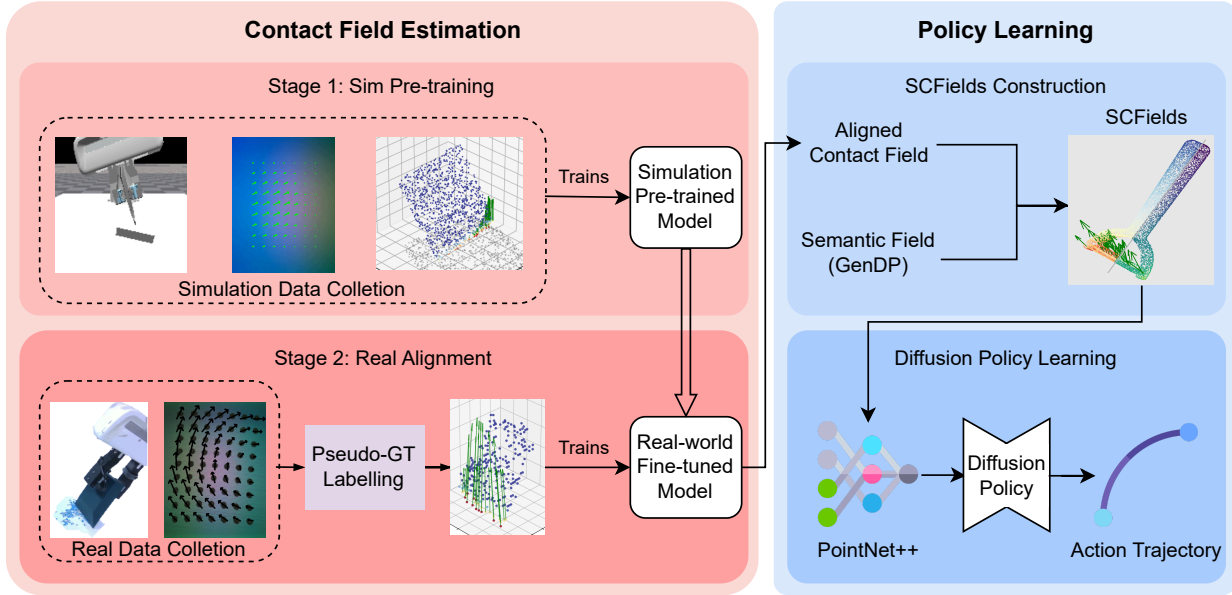 Contact Field Estimation
Stage 1: Sim Pre-training
Simulation Data Colletion
Trains
Simulation
Pre-trained
Model
Stage 2: Real Alignment
Real Data Colletion
Pseudo-GT
Labelling
Trains
Real-world
Fine-tuned
Model
Policy Learning
SCFields Construction
Aligned
Contact Field
Semantic Field
(GenDP)
SCFields
Diffusion Policy Learning
PointNet++
Diffusion
Policy
Action Trajectory